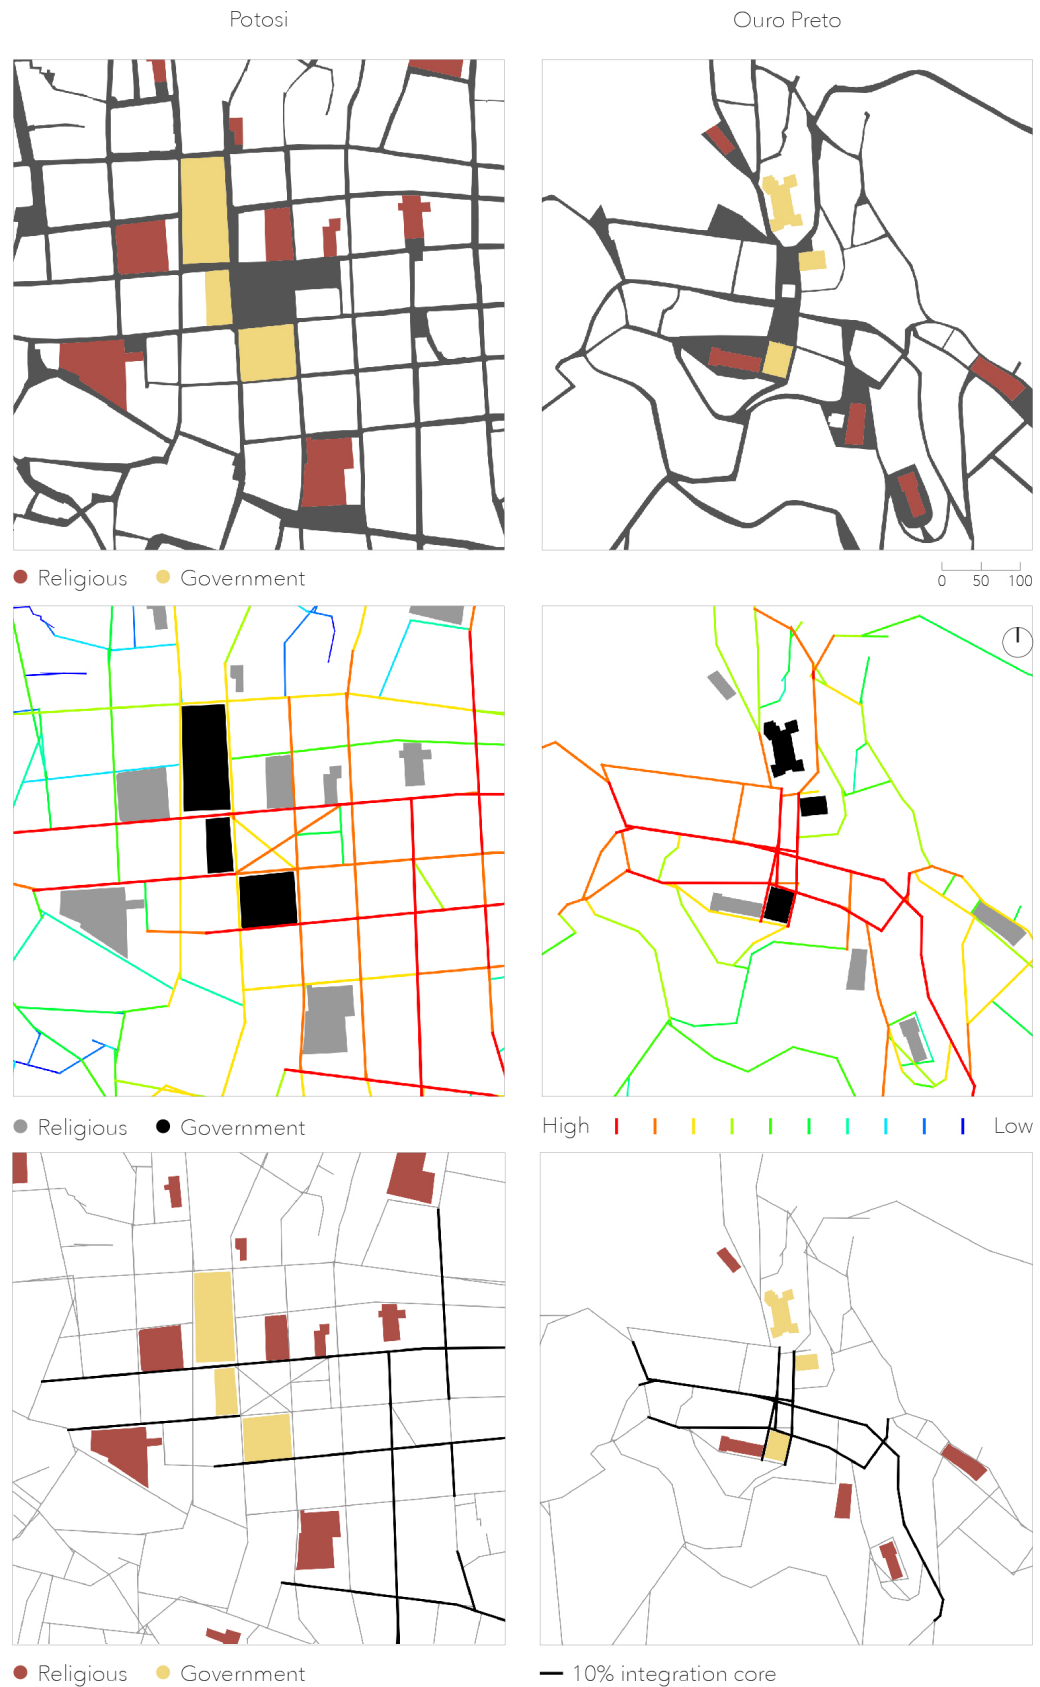 Potosi
Ouro Preto
Religious
Government
0 50 100
Religious
Government
High
Low
Religious
Government
10% integration core